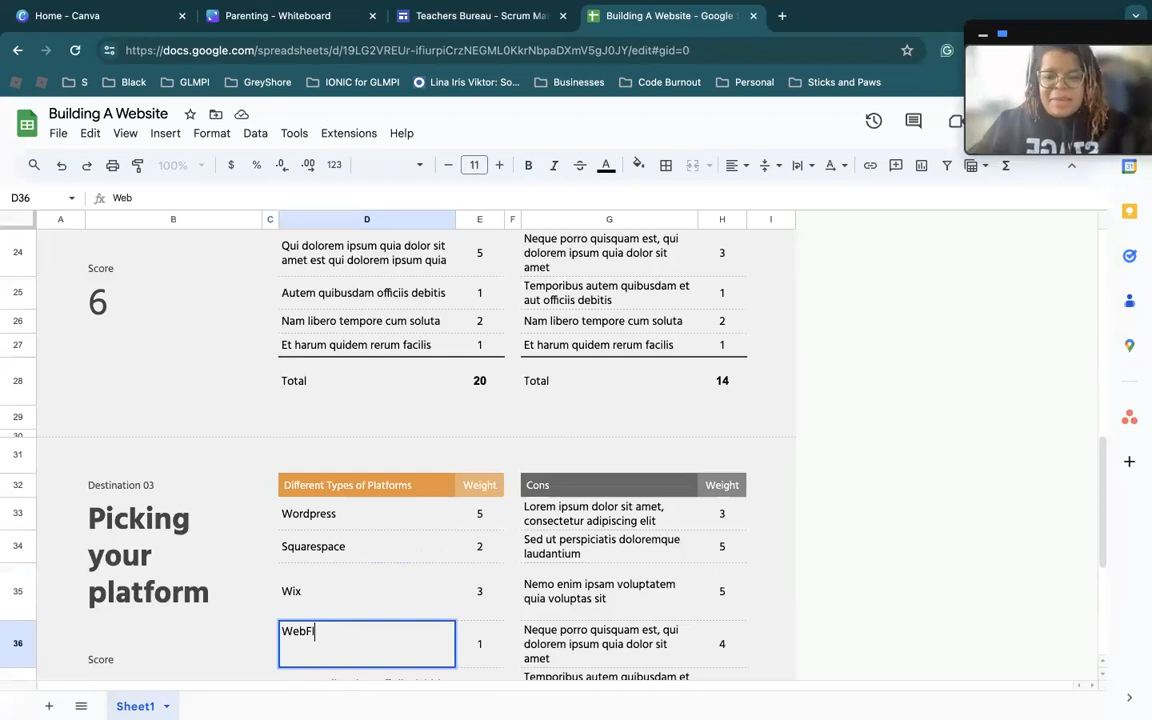 Home - Canva
Parenting - Whiteboard
Teachers Bureau - Scrum Ma
Building A Website - Google S
https://docs.google.com/spreadsheets/d/19LG2VREUr-ifiurpiCrzNEGML0KkrNbpaDXmV5gJ0JY/edit#gid=0
S
Black
GLMPI
GreyShore
IONIC for GLMPI
Lina Iris Viktor: So...
Businesses
Code Burnout
Personal
Sticks and Paws
Building A Website
File Edit View Insert Format Data Tools Extensions Help
100% $ % .0 .00 123 11 B I A
D36 fx Web
A B C D E F G H I
24 Qui dolorem ipsum quia dolor sit
amet est qui dolorem ipsum quia 5
Neque porro quisquam est, qui
dolorem ipsum quia dolor sit
amet 3
Score
6
25 Autem quibusdam officiis debitis 1
Temporibus autem quibusdam et
aut officiis debitis 1
26 Nam libero tempore cum soluta 2 Nam libero tempore cum soluta 2
27 Et harum quidem rerum facilis 1 Et harum quidem rerum facilis 1
28 Total 20 Total 14
29
30
31
32 Destination 03 Different Types of Platforms Weight Cons Weight
Picking
your
platform
33 Wordpress 5
Lorem ipsum dolor sit amet,
consectetur adipiscing elit 3
34 Squarespace 2
Sed ut perspiciatis doloremque
laudantium 5
35 Wix 3
Nemo enim ipsam voluptatem
quia voluptas sit 5
36 WebFl 1
Neque porro quisquam est, qui
dolorem ipsum quia dolor sit
amet 4
Score
Temporibus autem quibusdam et
Sheet1
STAGE